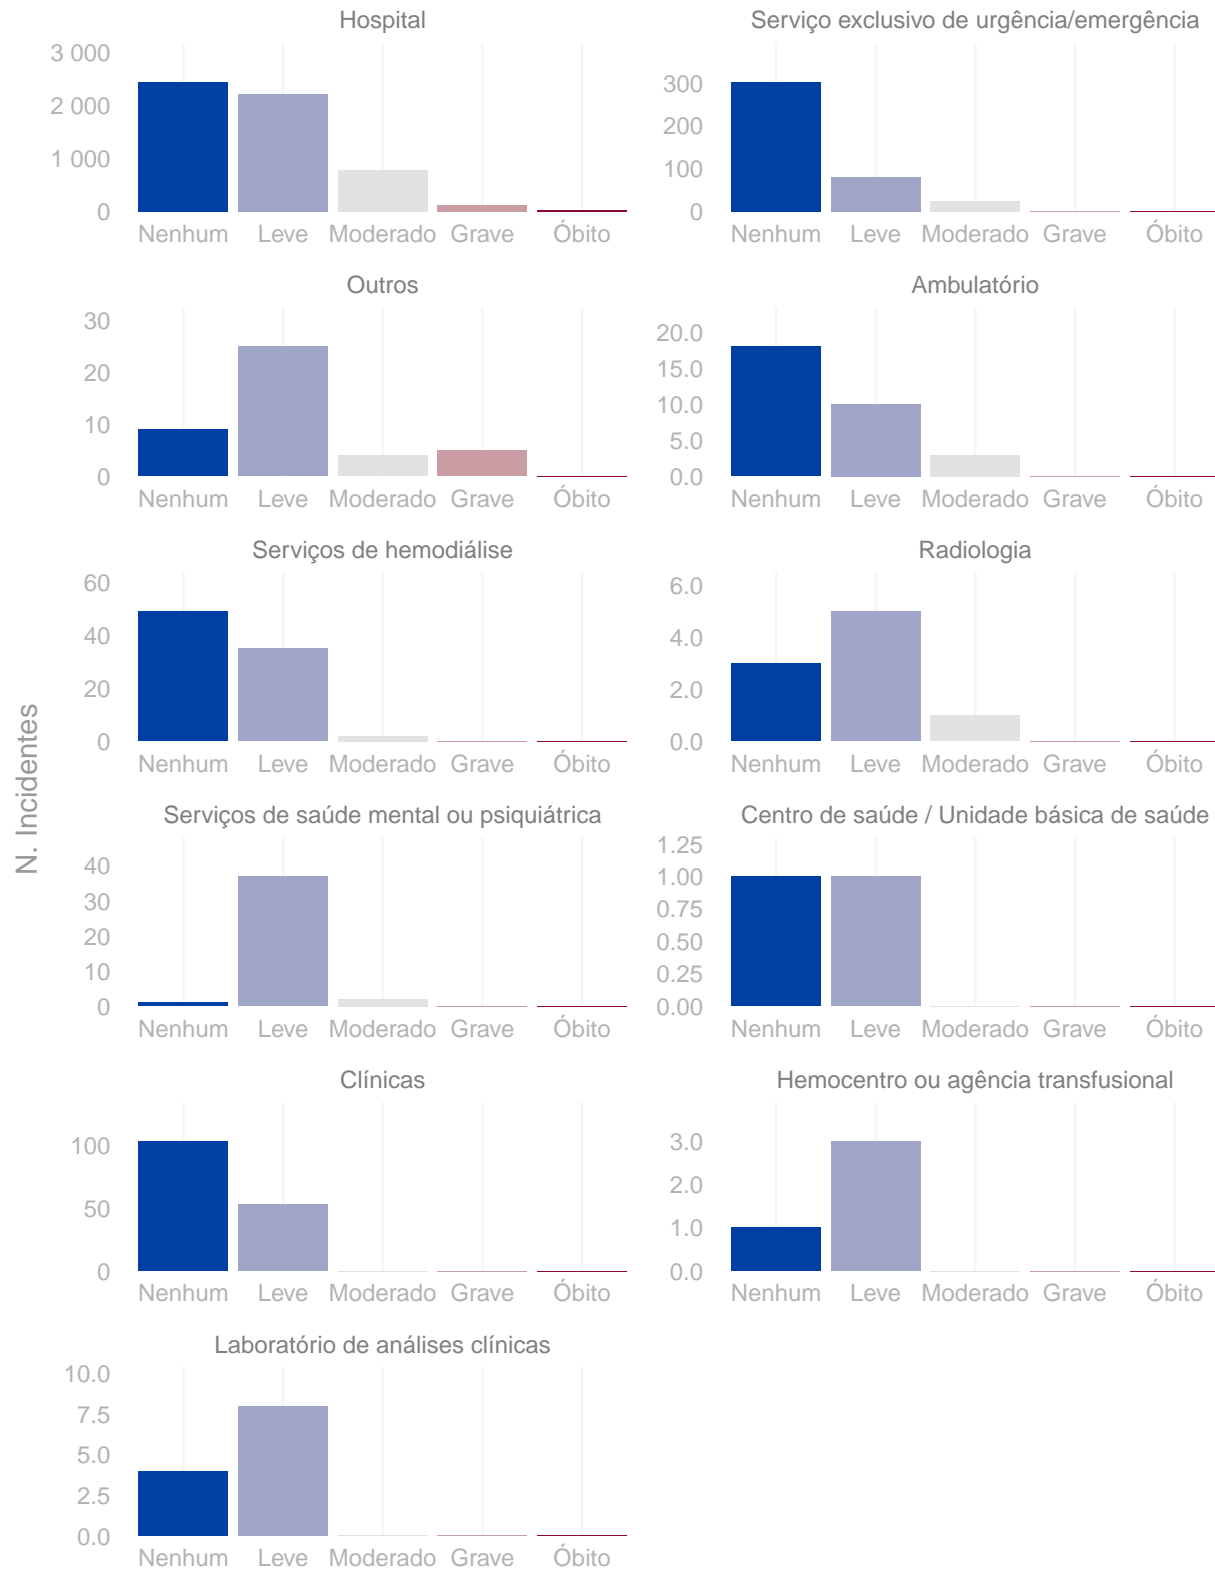 Hospital
3 000
2 000
1 000
0
Nenhum Leve Moderado Grave Óbito
Serviço exclusivo de urgência/emergência
300
200
100
0
Nenhum Leve Moderado Grave Óbito
Outros
30
20
10
0
Nenhum Leve Moderado Grave Óbito
Ambulatório
20.0
15.0
10.0
5.0
0.0
Nenhum Leve Moderado Grave Óbito
Serviços de hemodiálise
60
40
20
0
Nenhum Leve Moderado Grave Óbito
Radiologia
6.0
4.0
2.0
0.0
Nenhum Leve Moderado Grave Óbito
N. Incidentes
Serviços de saúde mental ou psiquiátrica
40
30
20
10
0
Nenhum Leve Moderado Grave Óbito
Centro de saúde / Unidade básica de saúde
1.25
1.00
0.75
0.50
0.25
0.00
Nenhum Leve Moderado Grave Óbito
Clínicas
100
50
0
Nenhum Leve Moderado Grave Óbito
Hemocentro ou agência transfusional
3.0
2.0
1.0
0.0
Nenhum Leve Moderado Grave Óbito
Laboratório de análises clínicas
10.0
7.5
5.0
2.5
0.0
Nenhum Leve Moderado Grave Óbito